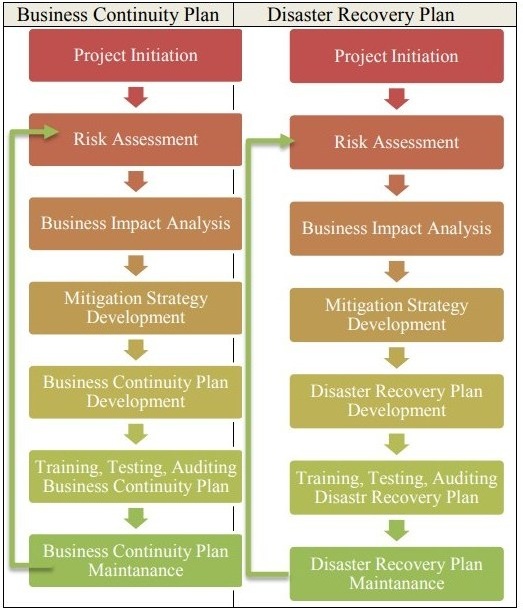 Business Continuity Plan
Project Initiation
Risk Assessment
Business Impact Analysis
Mitigation Strategy
Development
Business Continuity Plan
Development
Training, Testing, Auditing
Business Continuity Plan
Business Continuity Plan
Maintanance
Disaster Recovery Plan
Project Initiation
Risk Assessment
Business Impact Analysis
Mitigation Strategy
Development
Disaster Recovery Plan
Development
Training, Testing, Auditing
Disastr Recovery Plan
Disaster Recovery Plan
Maintanance